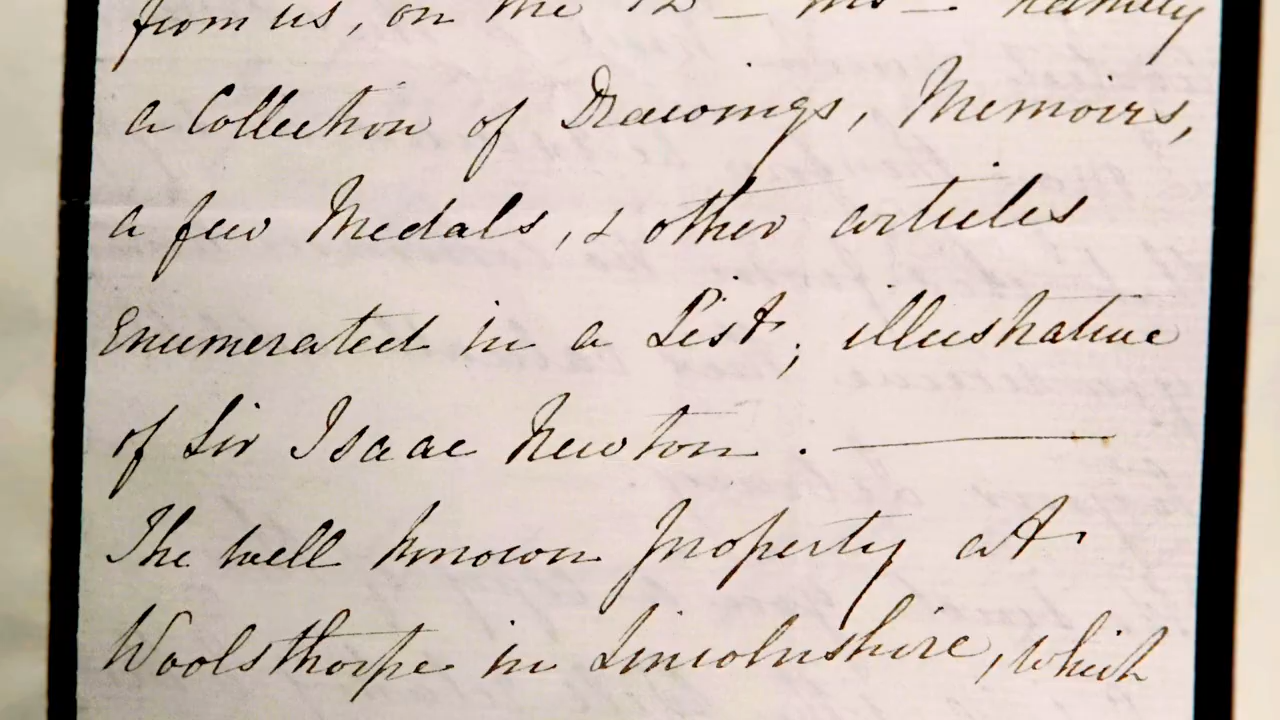 from us, on the 12 – namely
a Collection of Drawings, Memoirs,
a few Medals, & other articles
Enumerated in a List, illustrative
of Sir Isaac Newton. ———
The well known Property at
Woolsthorpe in Lincolnshire, which